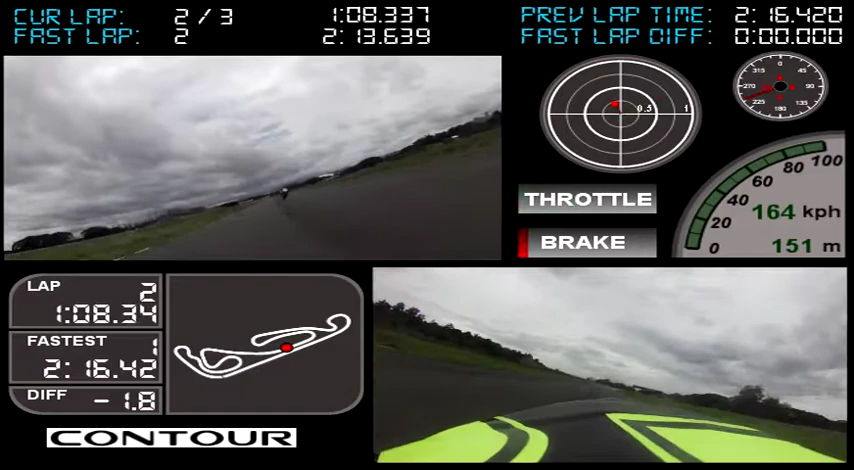 CUR LAP: 2 / 3 1:08.337
FAST LAP: 2 2:13.639
PREV LAP TIME: 2:16.420
FAST LAP DIFF: 0:00.000
0.5 1
0
45
90
135
180
225
270
315
THROTTLE
BRAKE
0
20
40
60
80
100
164 kph
151 m
LAP 2
1:08.34
FASTEST 1
2:16.42
DIFF -1.8
CONTOUR